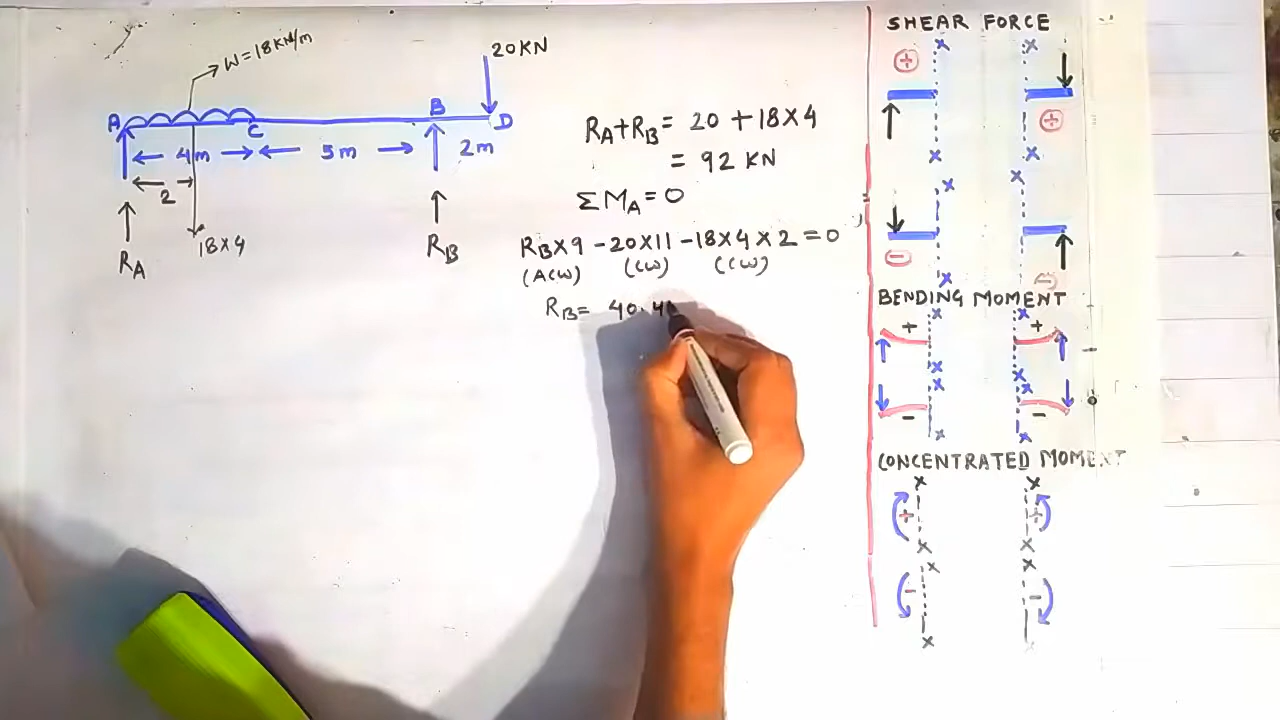 W=18KN/m
20KN
A
C
B
D
4m
5m
2m
2
18×4
RA
RB
RA+RB= 20 +18×4
= 92 KN
ΣMA=0
RB×9 -20×11 -18×4×2=0
(ACW) (CW) (CW)
RB= 40.4
SHEAR FORCE
+
+
-
-
BENDING MOMENT
+ +
- -
CONCENTRATED MOMENT
+ +
- -